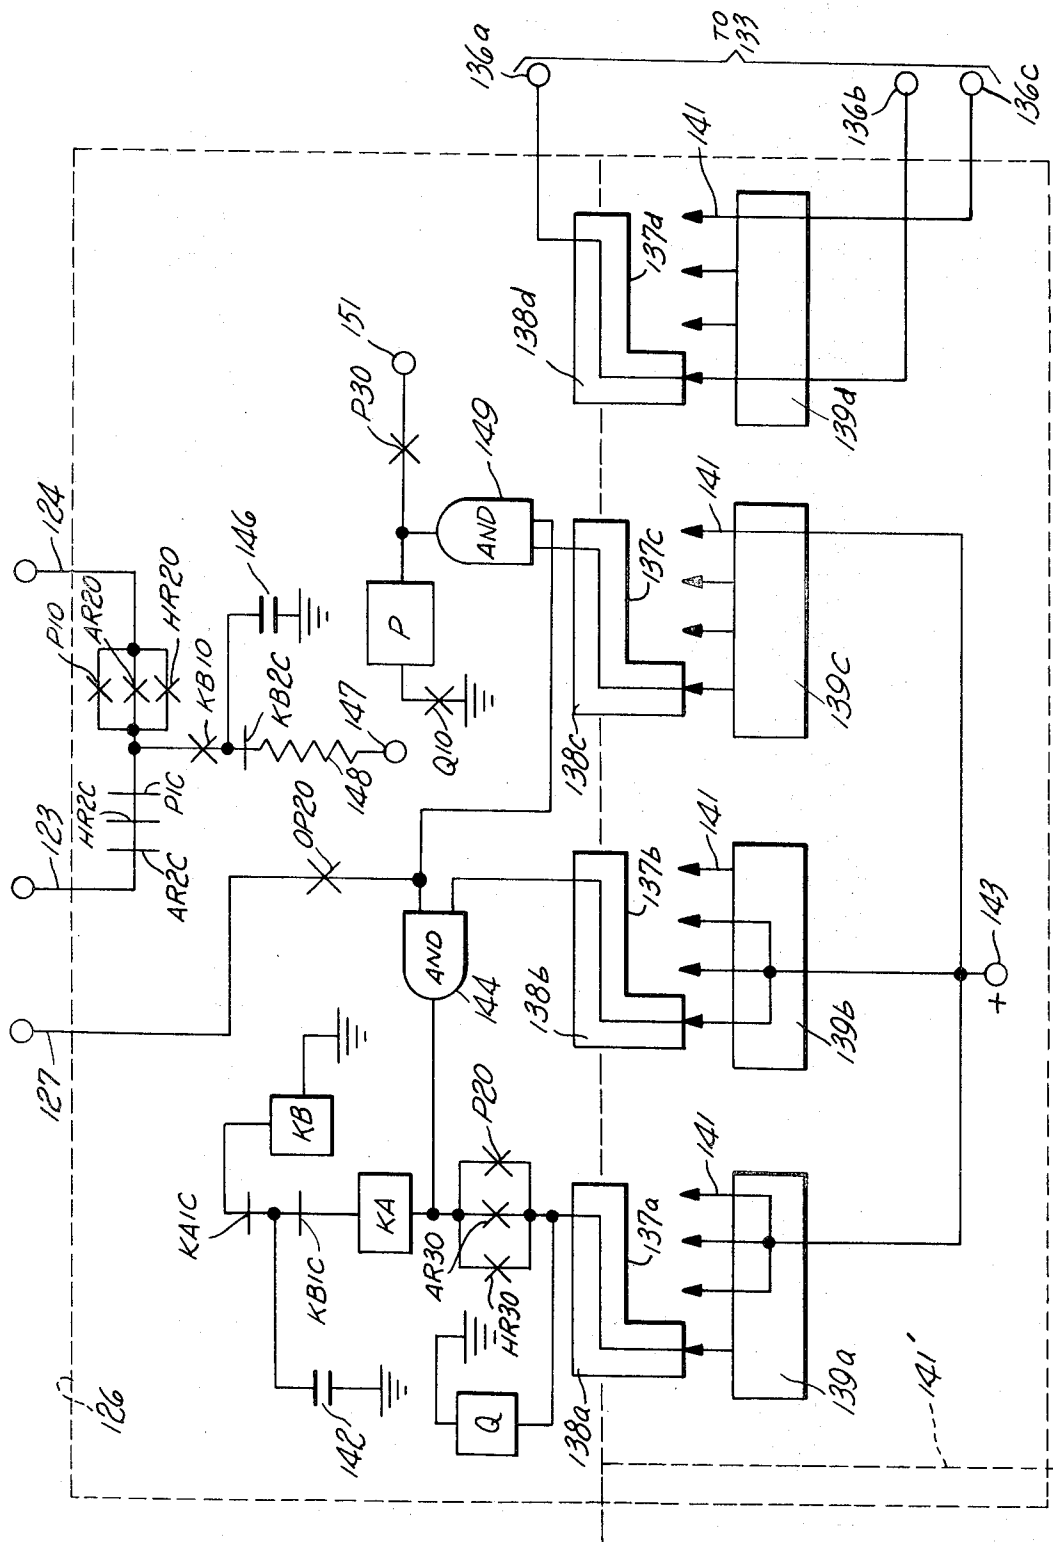 127
123
124
126
KA1C
KB
KB1C
142
KA
Q
AR30
HR30
P20
AR2C
HR2C
P1C
P10
AR20
HR20
KB10
146
KB2C
147
148
OP20
AND
144
Q10
P
P30
151
AND
149
138a
137a
138b
137b
138c
137c
138d
137d
136a
TO
133
136b
136c
141
141
141
141
139a
139b
139c
139d
+
143
141'